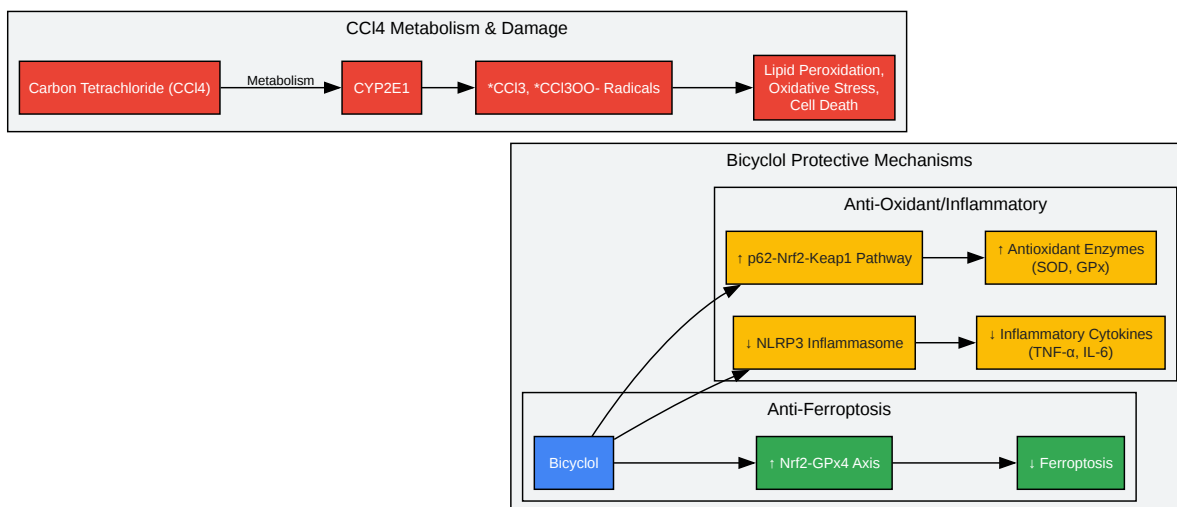 CCl4 Metabolism & Damage
Carbon Tetrachloride (CCl4)
Metabolism
CYP2E1
*CCl3, *CCl3OO- Radicals
Lipid Peroxidation,
Oxidative Stress,
Cell Death
Bicyclol Protective Mechanisms
Anti-Oxidant/Inflammatory
↑ p62-Nrf2-Keap1 Pathway
↑ Antioxidant Enzymes
(SOD, GPx)
↓ NLRP3 Inflammasome
↓ Inflammatory Cytokines
(TNF-α, IL-6)
Anti-Ferroptosis
Bicyclol
↑ Nrf2-GPx4 Axis
↓ Ferroptosis